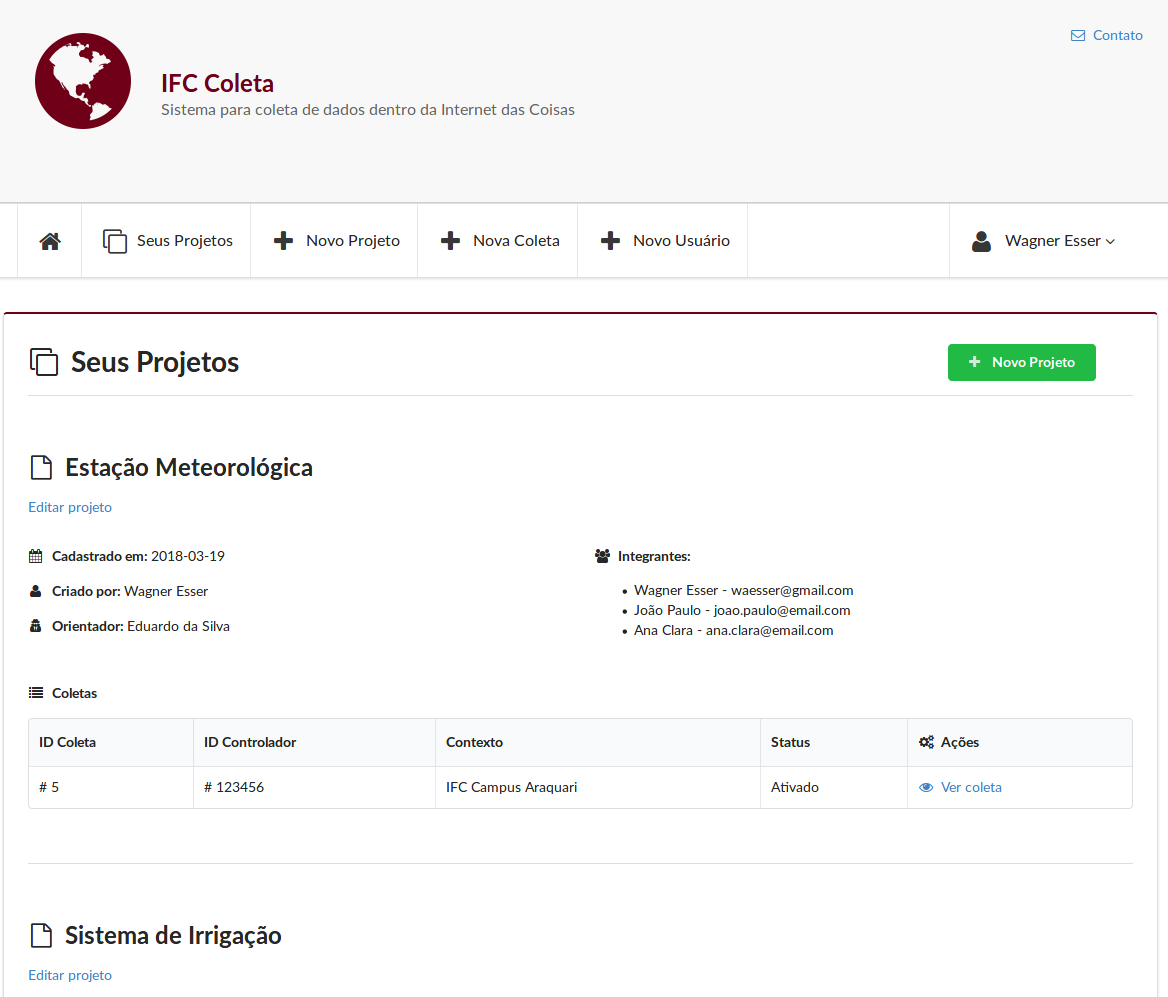 Contato
IFC Coleta
Sistema para coleta de dados dentro da Internet das Coisas
Seus Projetos
Novo Projeto
Nova Coleta
Novo Usuário
Wagner Esser
Seus Projetos
Novo Projeto
Estação Meteorológica
Editar projeto
Cadastrado em: 2018-03-19
Criado por: Wagner Esser
Orientador: Eduardo da Silva
Integrantes:
• Wagner Esser - waesser@gmail.com
• João Paulo - joao.paulo@email.com
• Ana Clara - ana.clara@email.com
Coletas
ID Coleta ID Controlador Contexto Status Ações
# 5 # 123456 IFC Campus Araquari Ativado Ver coleta
Sistema de Irrigação
Editar projeto